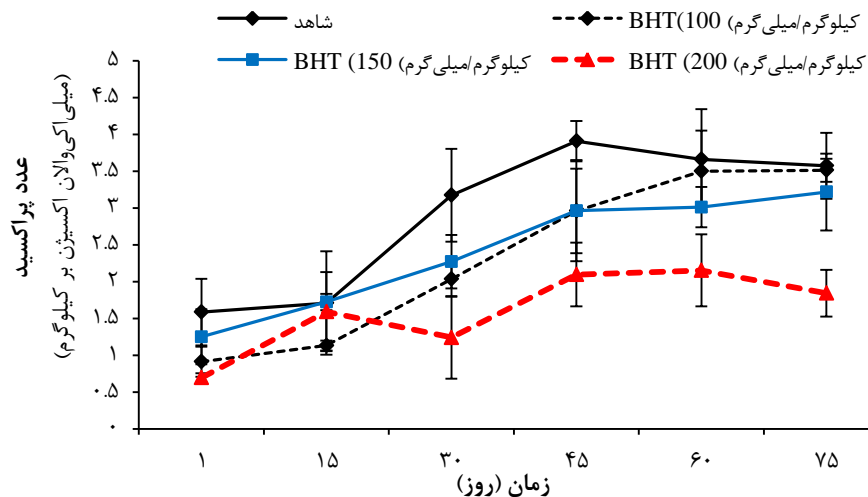 شاهد
BHT(100 کیلوگرم/میلی‌گرم)
BHT (150 کیلوگرم/میلی‌گرم)
BHT (200 کیلوگرم/میلی‌گرم)
عدد پراکسید
(میلی‌اکی‌والان اکسیژن بر کیلوگرم)
۵
۴.۵
۴
۳.۵
۳
۲.۵
۲
۱.۵
۱
۰.۵
۰
۱ ۱۵ ۳۰ ۴۵ ۶۰ ۷۵
زمان (روز)